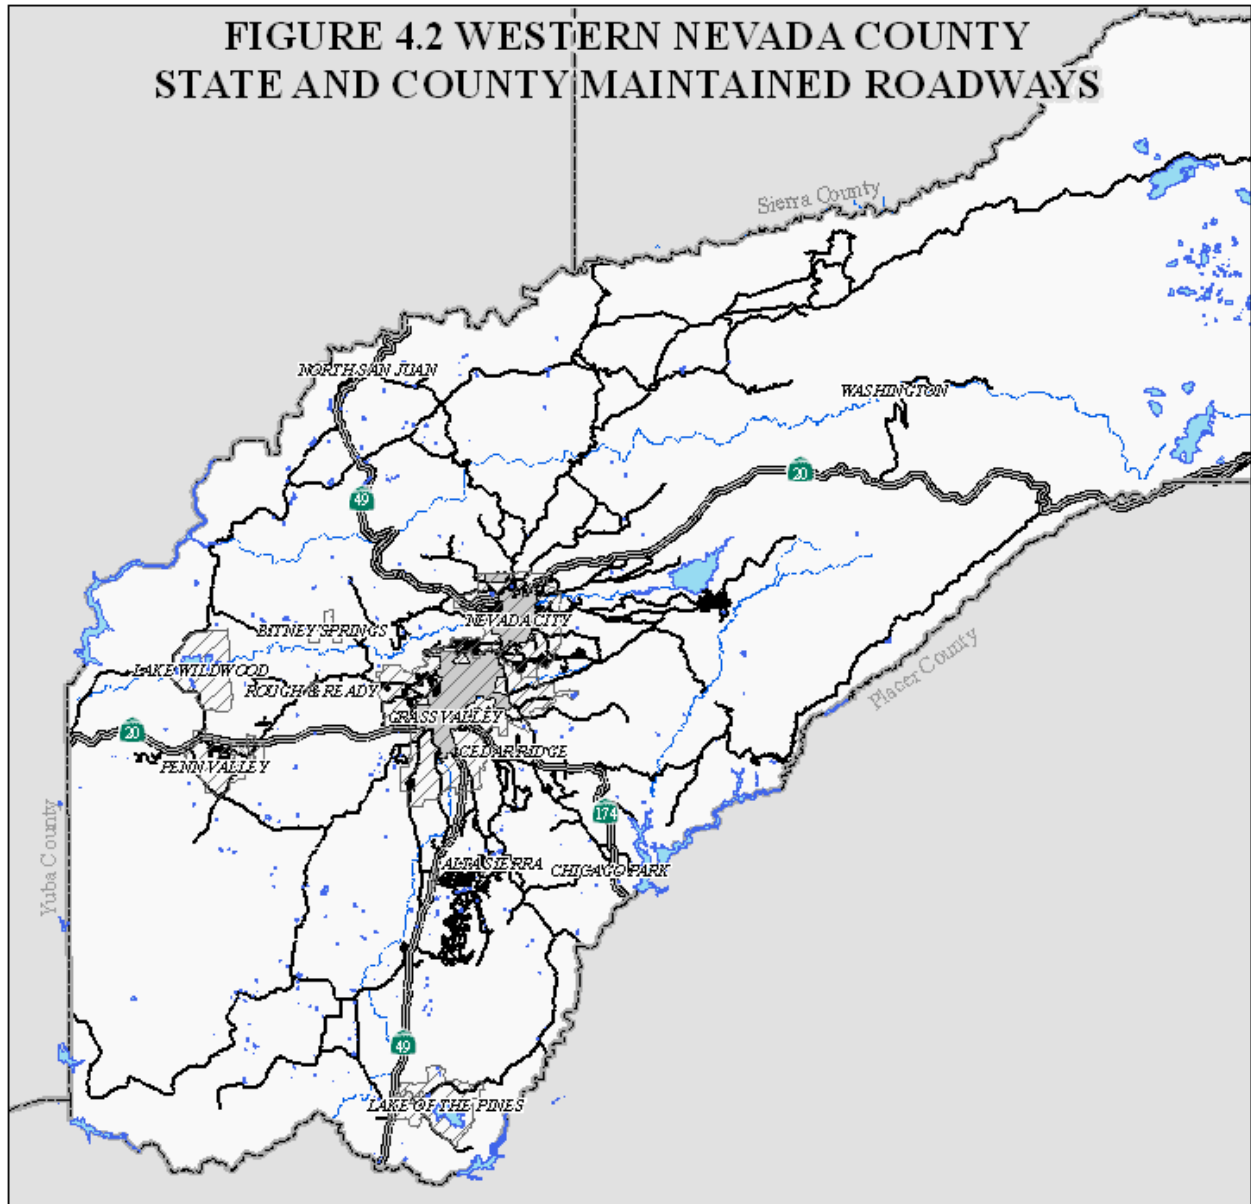 FIGURE 4.2 WESTERN NEVADA COUNTY
STATE AND COUNTY MAINTAINED ROADWAYS
Sierra County
NORTH SAN JUAN
WASHINGTON
20
49
NEVADA CITY
BITNEY SPRINGS
LAKE WILDWOOD
ROUGH & READY
Placer County
GRASS VALLEY
20
CEDAR RIDGE
PENN VALLEY
174
Yuba County
ALTA SIERRA
CHICAGO PARK
49
LAKE OF THE PINES